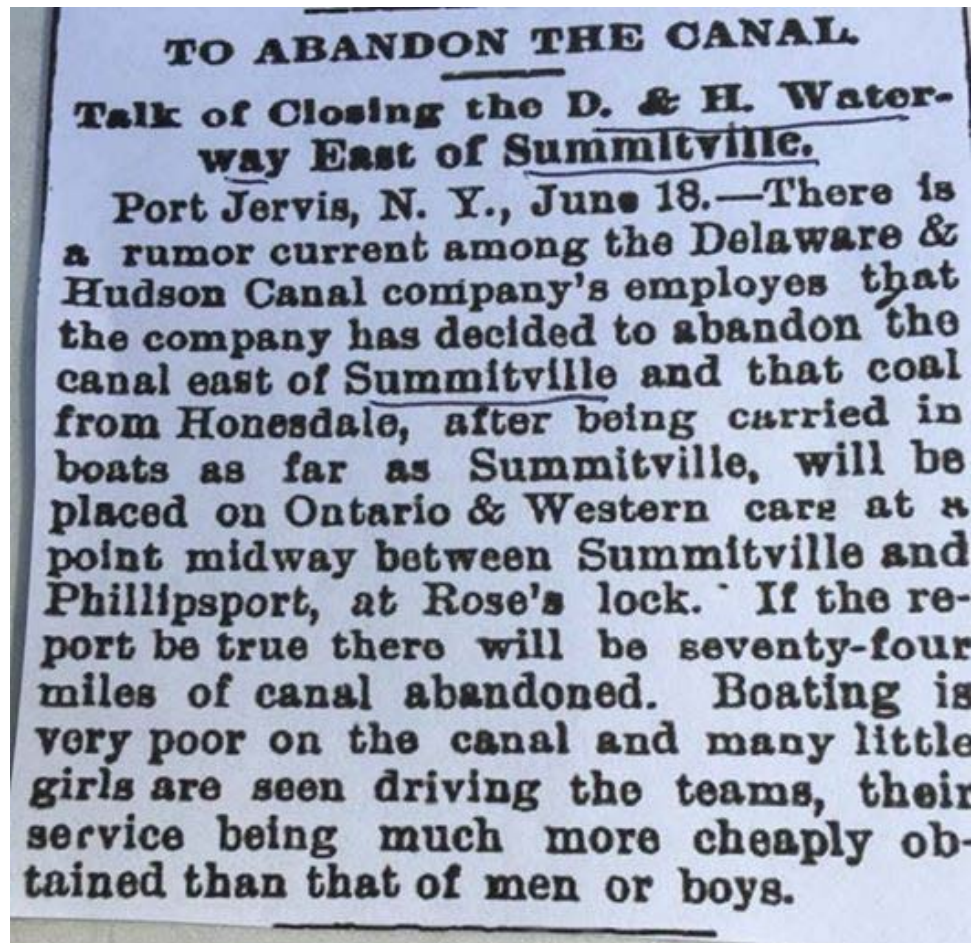 TO ABANDON THE CANAL.
Talk of Closing the D. & H. Water-
way East of Summitville.
Port Jervis, N. Y., June 18.—There is
a rumor current among the Delaware &
Hudson Canal company's employes that
the company has decided to abandon the
canal east of Summitville and that coal
from Honesdale, after being carried in
boats as far as Summitville, will be
placed on Ontario & Western cars at a
point midway between Summitville and
Phillipsport, at Rose's lock. If the re-
port be true there will be seventy-four
miles of canal abandoned. Boating is
very poor on the canal and many little
girls are seen driving the teams, their
service being much more cheaply ob-
tained than that of men or boys.